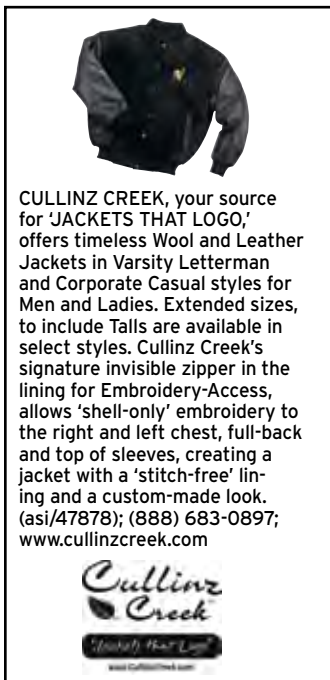 CULLINZ CREEK, your source
for ‘JACKETS THAT LOGO,’
offers timeless Wool and Leather
Jackets in Varsity Letterman
and Corporate Casual styles for
Men and Ladies. Extended sizes,
to include Talls are available in
select styles. Cullinz Creek’s
signature invisible zipper in the
lining for Embroidery-Access,
allows ‘shell-only’ embroidery to
the right and left chest, full-back
and top of sleeves, creating a
jacket with a ‘stitch-free’ lin-
ing and a custom-made look.
(asi/47878); (888) 683-0897;
www.cullinzcreek.com
Cullinz
Creek
"Jackets that Logo"
www.CullinzCreek.com